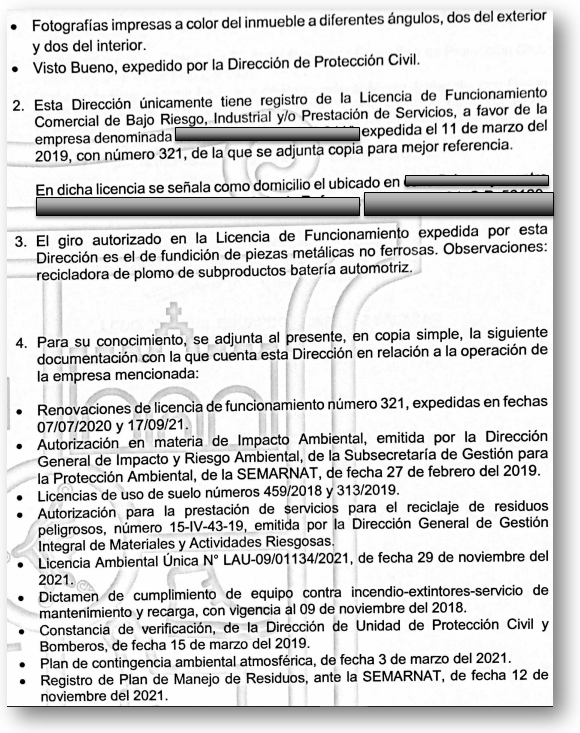 • Fotografías impresas a color del inmueble a diferentes ángulos, dos del exterior
y dos del interior.
• Visto Bueno, expedido por la Dirección de Protección Civil.
2. Esta Dirección únicamente tiene registro de la Licencia de Funcionamiento
Comercial de Bajo Riesgo, Industrial y/o Prestación de Servicios, a favor de la
empresa denominada expedida el 11 de marzo del
2019, con número 321, de la que se adjunta copia para mejor referencia.
En dicha licencia se señala como domicilio el ubicado en
3. El giro autorizado en la Licencia de Funcionamiento expedida por esta
Dirección es el de fundición de piezas metálicas no ferrosas. Observaciones:
recicladora de plomo de subproductos batería automotriz.
4. Para su conocimiento, se adjunta al presente, en copia simple, la siguiente
documentación con la que cuenta esta Dirección en relación a la operación de
la empresa mencionada:
• Renovaciones de licencia de funcionamiento número 321, expedidas en fechas
07/07/2020 y 17/09/21.
• Autorización en materia de Impacto Ambiental, emitida por la Dirección
General de Impacto y Riesgo Ambiental, de la Subsecretaría de Gestión para
la Protección Ambiental, de la SEMARNAT, de fecha 27 de febrero del 2019.
• Licencias de uso de suelo números 459/2018 y 313/2019.
• Autorización para la prestación de servicios para el reciclaje de residuos
peligrosos, número 15-IV-43-19, emitida por la Dirección General de Gestión
Integral de Materiales y Actividades Riesgosas.
• Licencia Ambiental Única N° LAU-09/01134/2021, de fecha 29 de noviembre del
2021.
• Dictamen de cumplimiento de equipo contra incendio-extintores-servicio de
mantenimiento y recarga, con vigencia al 09 de noviembre del 2018.
• Constancia de verificación, de la Dirección de Unidad de Protección Civil y
Bomberos, de fecha 15 de marzo del 2019.
• Plan de contingencia ambiental atmosférica, de fecha 3 de marzo del 2021.
• Registro de Plan de Manejo de Residuos, ante la SEMARNAT, de fecha 12 de
noviembre del 2021.